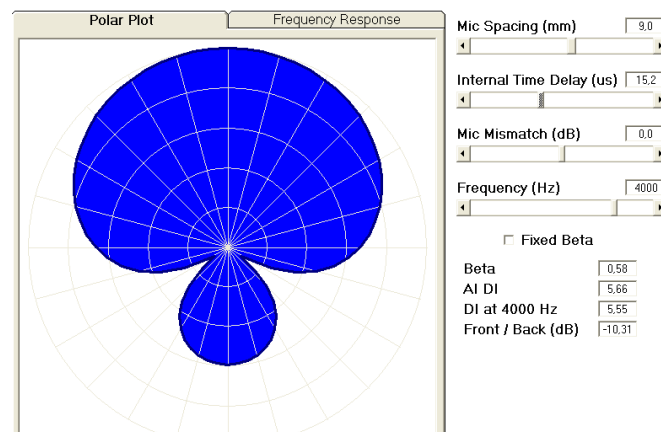 Polar Plot
Frequency Response
Mic Spacing (mm) 9,0
Internal Time Delay (us) 15,2
Mic Mismatch (dB) 0,0
Frequency (Hz) 4000
Fixed Beta
Beta 0,58
AI DI 5,66
DI at 4000 Hz 5,55
Front / Back (dB) -10,31